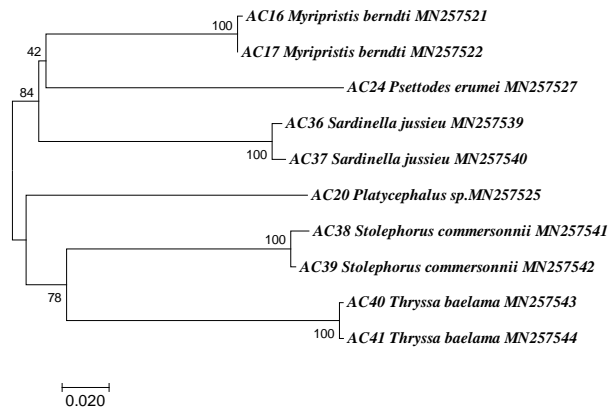 100
AC16 Myripristis berndti MN257521
AC17 Myripristis berndti MN257522
42
AC24 Psettodes erumei MN257527
84
AC36 Sardinella jussieu MN257539
100
AC37 Sardinella jussieu MN257540
AC20 Platycephalus sp.MN257525
AC38 Stolephorus commersonnii MN257541
100
AC39 Stolephorus commersonnii MN257542
78
AC40 Thryssa baelama MN257543
100
AC41 Thryssa baelama MN257544
0.020